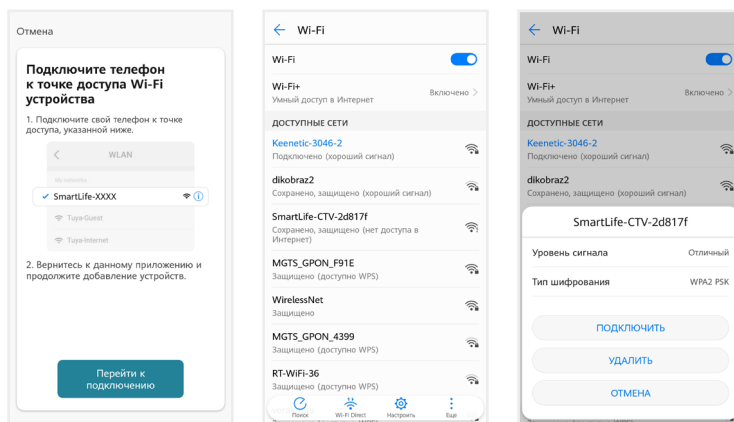 Отмена
Подключите телефон
к точке доступа Wi-Fi
устройства
1. Подключите свой телефон к точке
доступа, указанной ниже.
WLAN
My networks
SmartLife-XXXX
Tuya-Guest
Tuya-Internet
2. Вернитесь к данному приложению и
продолжите добавление устройств.
Перейти к
подключению
Wi-Fi
Wi-Fi
Wi-Fi+
Умный доступ в Интернет
Включено
ДОСТУПНЫЕ СЕТИ
Keenetic-3046-2
Подключено (хороший сигнал)
dikobraz2
Сохранено, защищено (хороший сигнал)
SmartLife-CTV-2d817f
Сохранено, защищено (нет доступа в
Интернет)
MGTS_GPON_F91E
Защищено (доступно WPS)
WirelessNet
Защищено
MGTS_GPON_4399
Защищено (доступно WPS)
RT-WiFi-36
Защищено (доступно WPS)
Поиск
Wi-Fi Direct
Настроить
Еще
Wi-Fi
Wi-Fi
Wi-Fi+
Умный доступ в Интернет
Включено
ДОСТУПНЫЕ СЕТИ
Keenetic-3046-2
Подключено (хороший сигнал)
dikobraz2
Сохранено, защищено (хороший сигнал)
SmartLife-CTV-2d817f
Уровень сигнала
Отличный
Тип шифрования
WPA2 PSK
ПОДКЛЮЧИТЬ
УДАЛИТЬ
ОТМЕНА